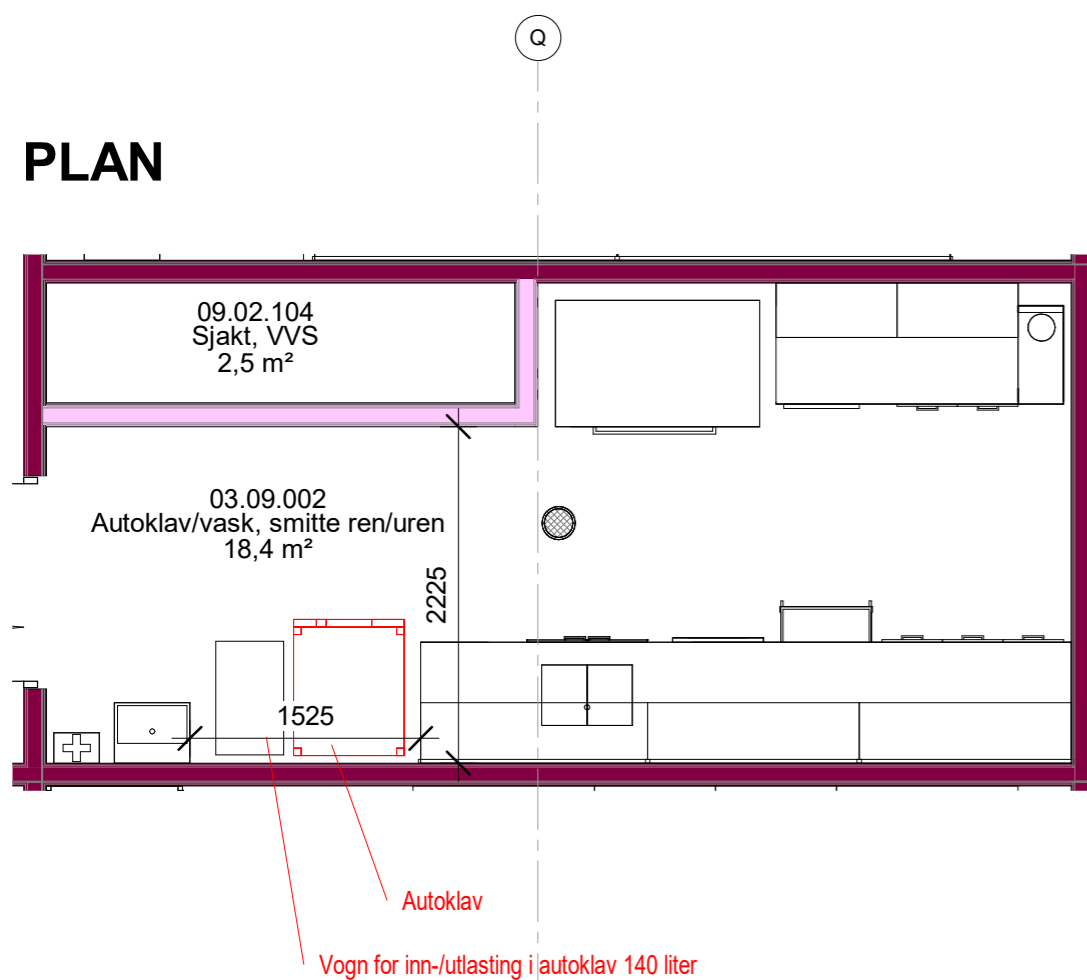 Q
PLAN
09.02.104
Sjakt, VVS
2,5 m²
03.09.002
Autoklav/vask, smitte ren/uren
18,4 m²
2225
1525
Autoklav
Vogn for inn-/utlasting i autoklav 140 liter